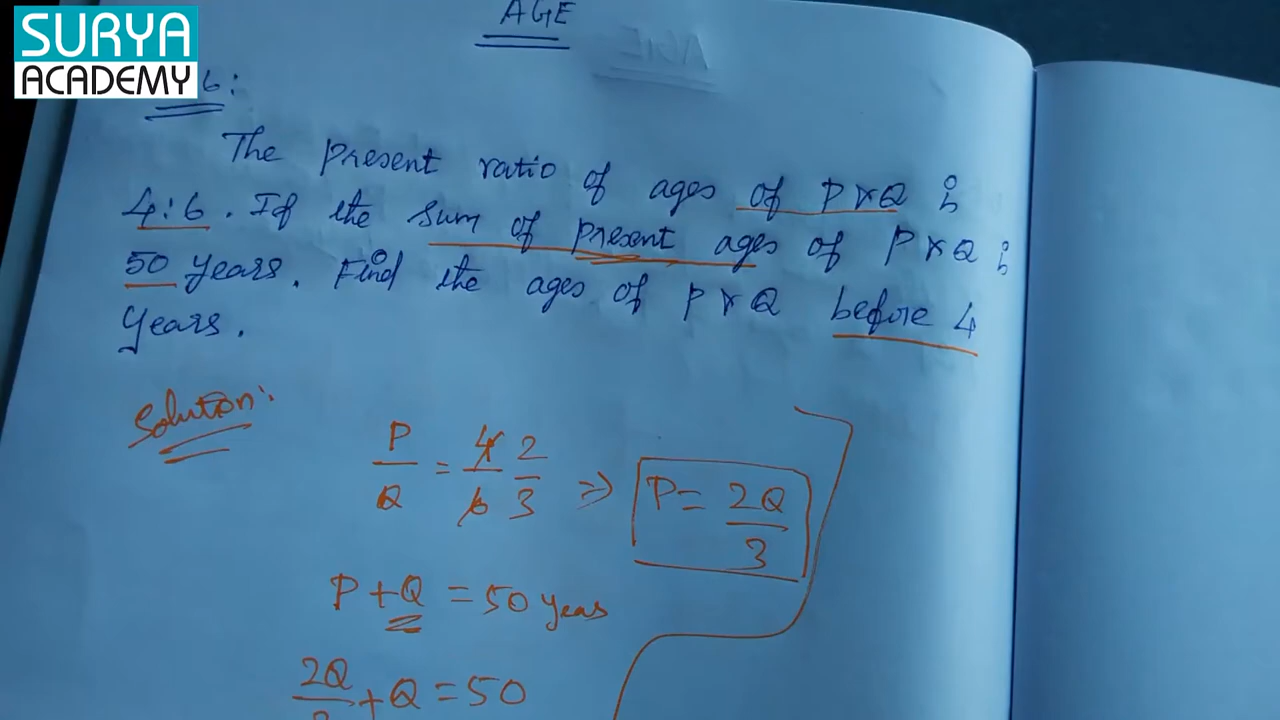 SURYA
ACADEMY
AGE
6:
The present ratio of ages of P & Q is
4:6. If the sum of present ages of P & Q is
50 years. Find the ages of P & Q before 4
years.
Solution:
P/Q = 4/6 2/3 ⇒ P = 2Q/3
P + Q = 50 years
2Q/3 + Q = 50